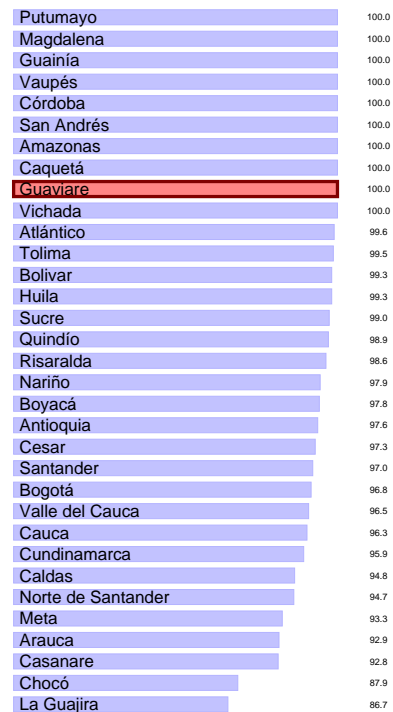 Putumayo 100.0
Magdalena 100.0
Guainía 100.0
Vaupés 100.0
Córdoba 100.0
San Andrés 100.0
Amazonas 100.0
Caquetá 100.0
Guaviare 100.0
Vichada 100.0
Atlántico 99.6
Tolima 99.5
Bolivar 99.3
Huila 99.3
Sucre 99.0
Quindío 98.9
Risaralda 98.6
Nariño 97.9
Boyacá 97.8
Antioquia 97.6
Cesar 97.3
Santander 97.0
Bogotá 96.8
Valle del Cauca 96.5
Cauca 96.3
Cundinamarca 95.9
Caldas 94.8
Norte de Santander 94.7
Meta 93.3
Arauca 92.9
Casanare 92.8
Chocó 87.9
La Guajira 86.7